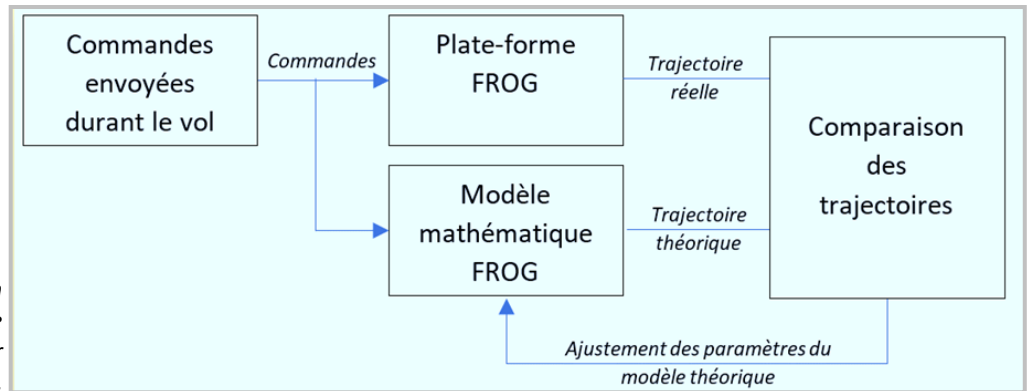 Commandes
envoyées
durant le vol
Commandes
Plate-forme
FROG
Trajectoire
réelle
Modèle
mathématique
FROG
Trajectoire
théorique
Comparaison
des
trajectoires
Ajustement des paramètres du
modèle théorique